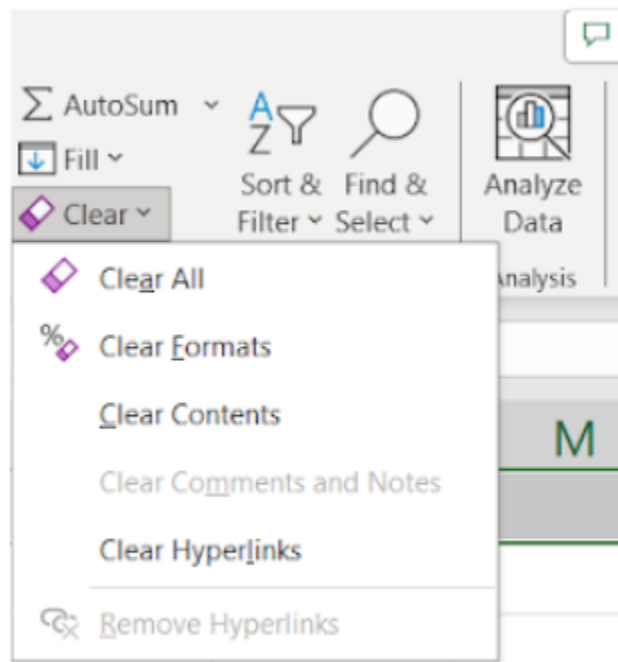 AutoSum
Fill
Clear
Sort &
Filter
Find &
Select
Analyze
Data
Analysis
Clear All
Clear Formats
Clear Contents
Clear Comments and Notes
Clear Hyperlinks
Remove Hyperlinks
M